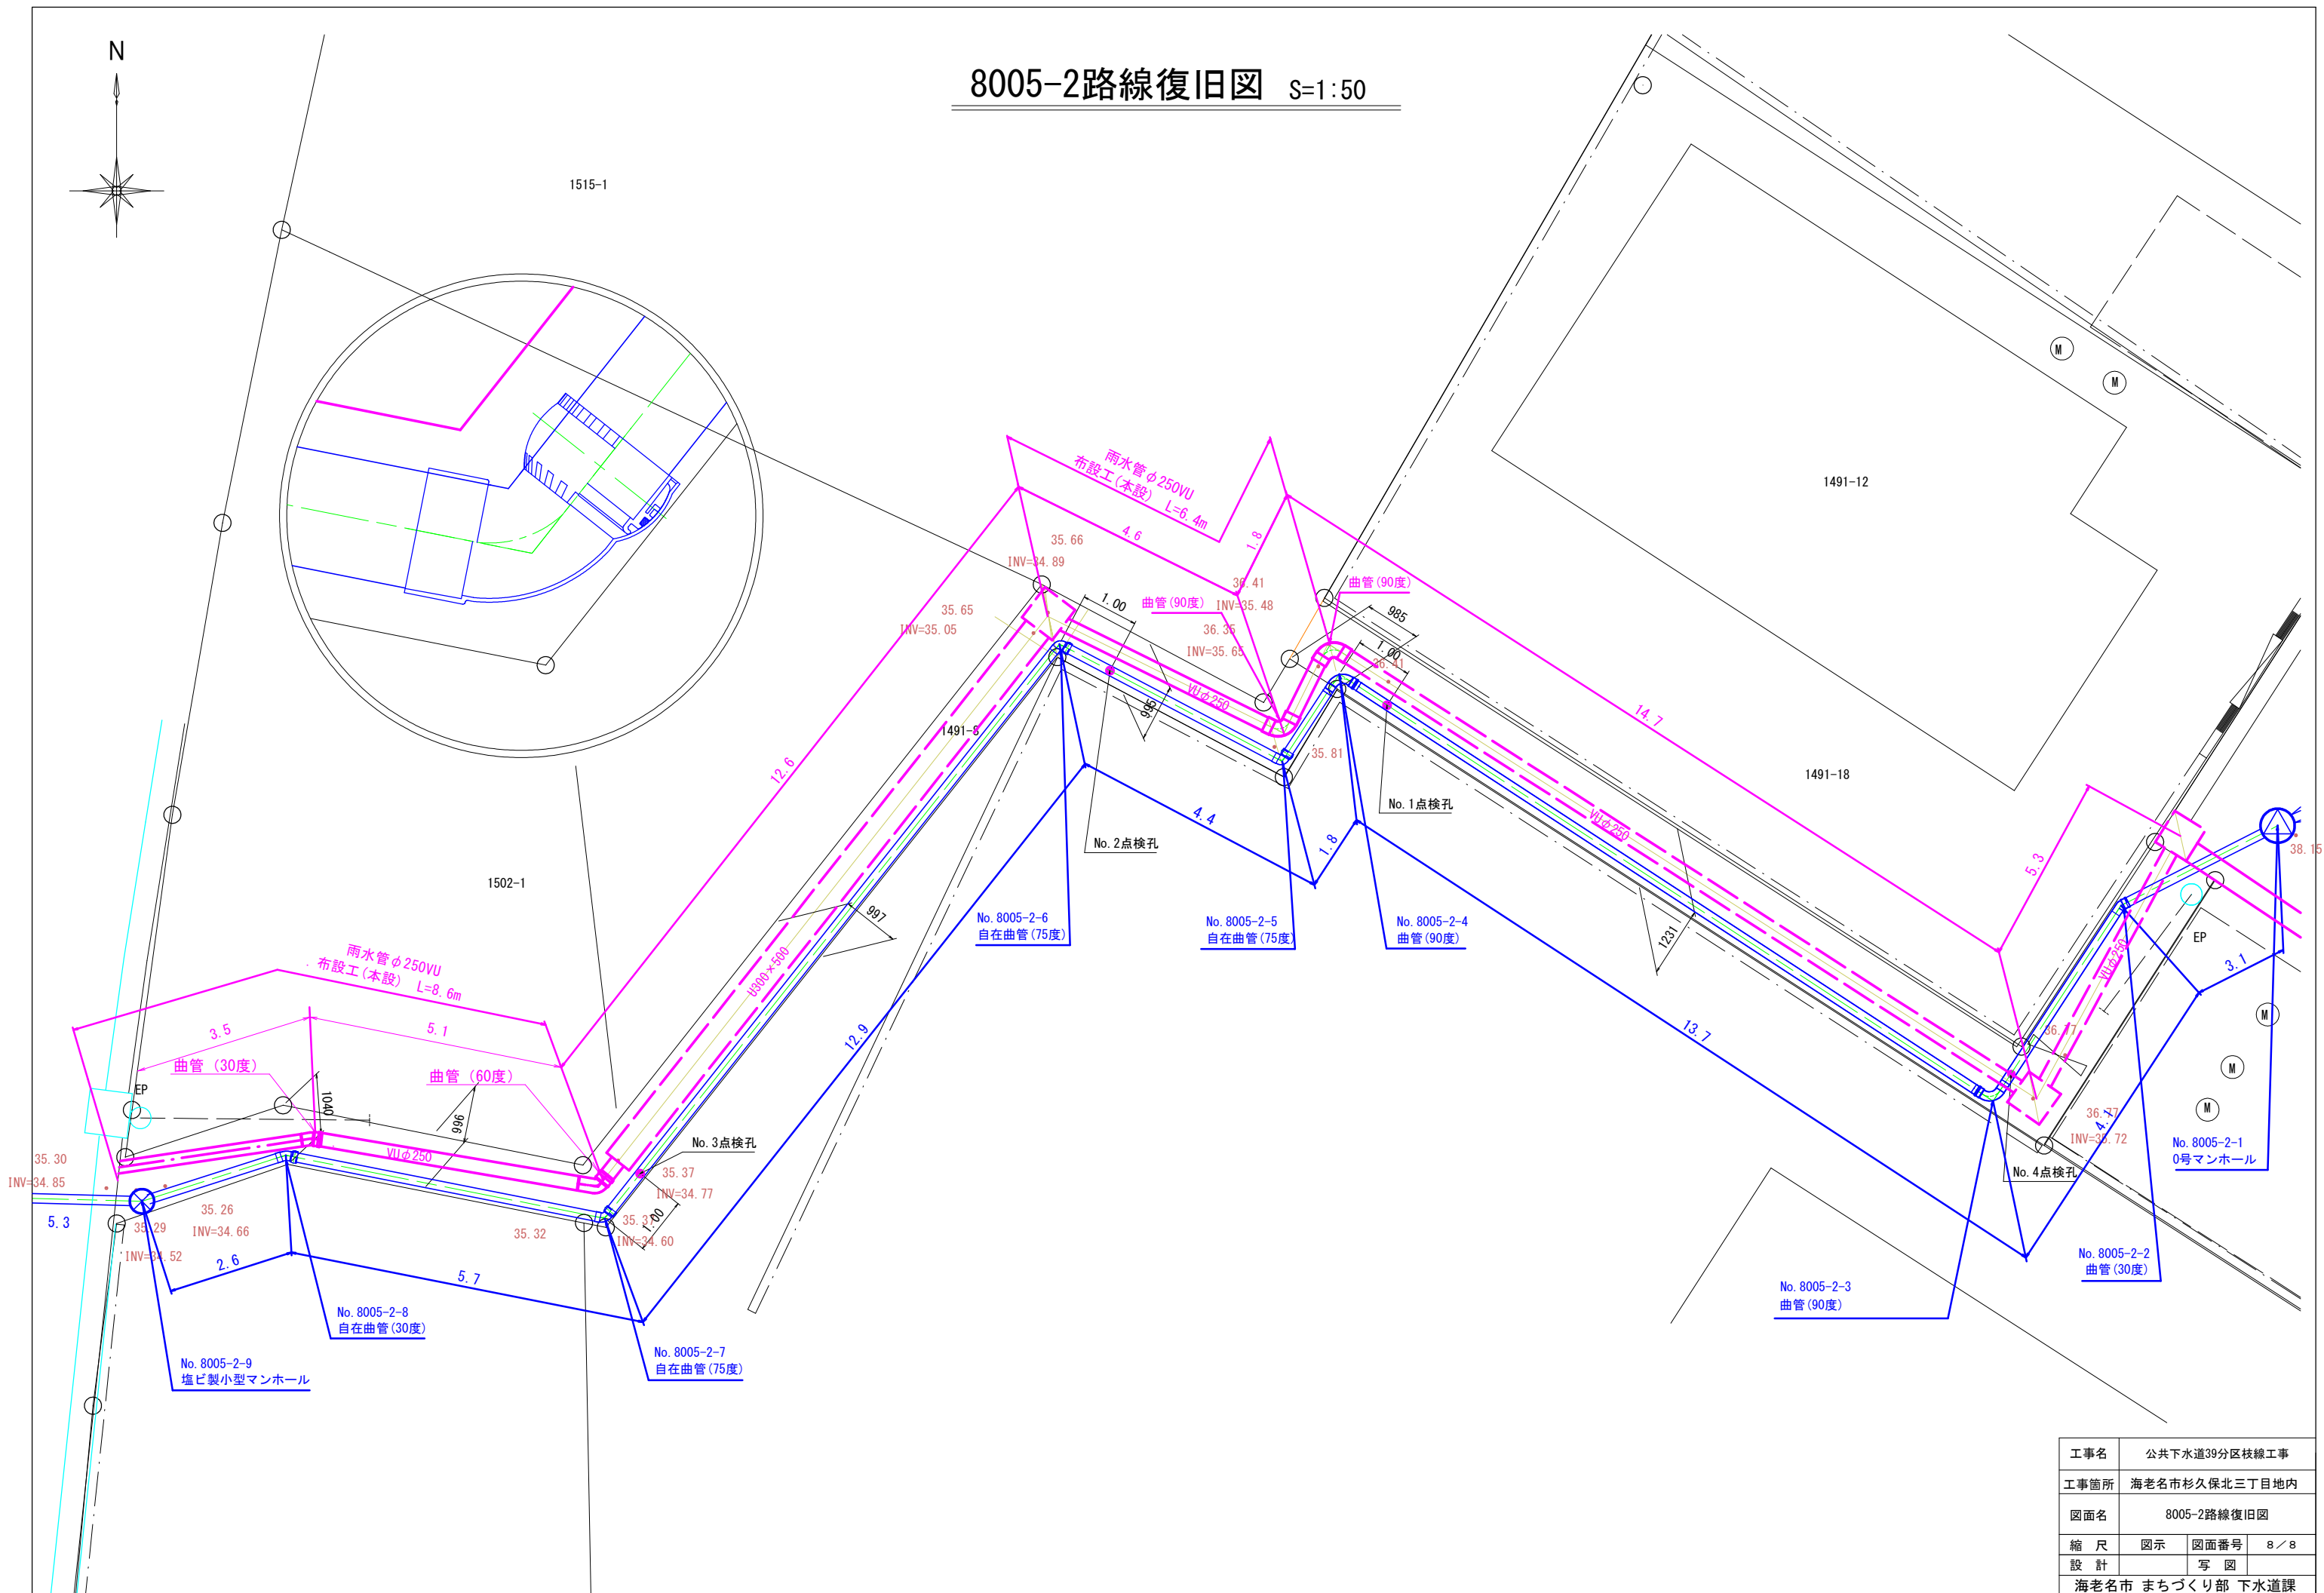 N
8005-2路線復旧図 S=1:50
1515-1
1491-12
雨水管φ250VU
布設工(本設) L=6.4m
4.6
1.8
35.66
INV=34.89
35.65
INV=35.05
1.00
曲管(90度)
36.41
INV=35.48
36.35
INV=35.65
曲管(90度)
985
1.00
36.41
VUφ250
995
35.81
14.7
1491-8
12.6
1491-18
No.1点検孔
No.2点検孔
4.4
1.8
VUφ250
5.3
38.15
1502-1
997
No.8005-2-6
自在曲管(75度)
No.8005-2-5
自在曲管(75度)
No.8005-2-4
曲管(90度)
1231
EP
VUφ250
3.1
M
M
M
M
M
雨水管φ250VU
布設工(本設) L=8.6m
U300×500
3.5
5.1
12.9
13.7
36.77
曲管(30度)
曲管(60度)
EP
1040
996
VUφ250
No.3点検孔
36.77
INV=35.72
4.1
No.8005-2-1
0号マンホール
No.4点検孔
35.30
INV=34.85
5.3
35.29
INV=34.52
35.26
INV=34.66
35.32
35.37
INV=34.77
35.37
INV=34.60
1.00
2.6
5.7
No.8005-2-2
曲管(30度)
No.8005-2-3
曲管(90度)
No.8005-2-8
自在曲管(30度)
No.8005-2-7
自在曲管(75度)
No.8005-2-9
塩ビ製小型マンホール
工事名 公共下水道39分区枝線工事
工事箇所 海老名市杉久保北三丁目地内
図面名 8005-2路線復旧図
縮 尺 図示 図面番号 8/8
設 計 写 図
海老名市 まちづくり部 下水道課